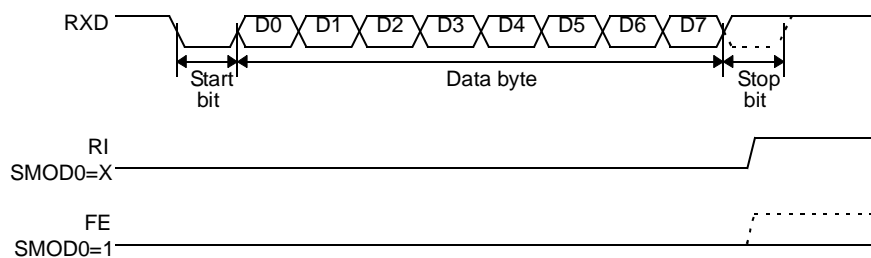 RXD D0 D1 D2 D3 D4 D5 D6 D7
Start bit
Data byte
Stop bit
RI
SMOD0=X
FE
SMOD0=1